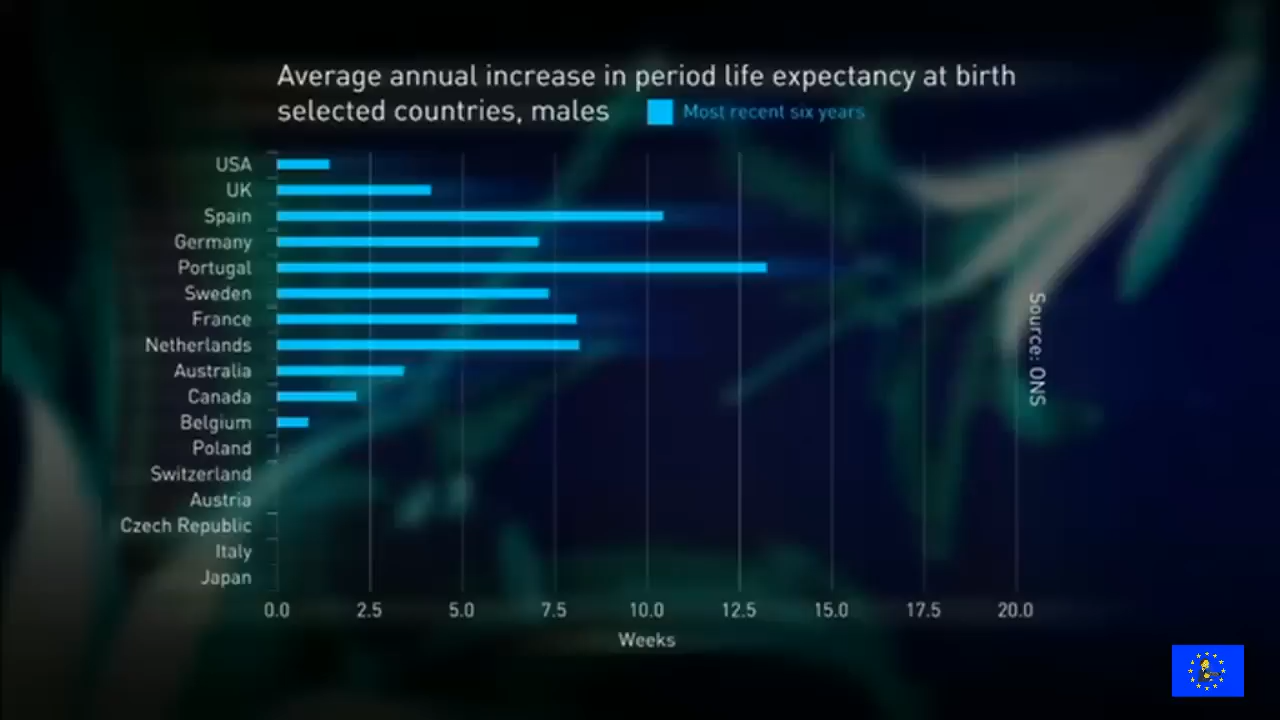 Average annual increase in period life expectancy at birth
selected countries, males
Most recent six years
USA
UK
Spain
Germany
Portugal
Sweden
France
Netherlands
Australia
Canada
Belgium
Poland
Switzerland
Austria
Czech Republic
Italy
Japan
0.0 2.5 5.0 7.5 10.0 12.5 15.0 17.5 20.0
Weeks
Source: ONS